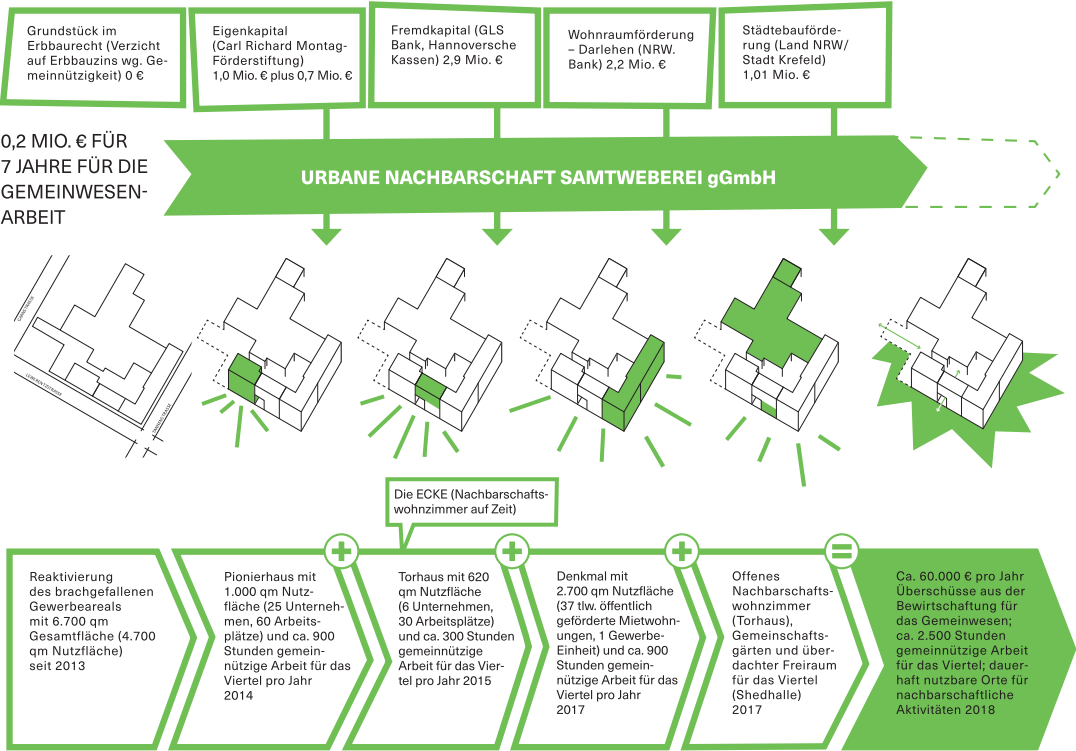 Grundstück im
Erbbaurecht (Verzicht
auf Erbbauzins wg. Ge-
meinnützigkeit) 0 €
Eigenkapital
(Carl Richard Montag-
Förderstiftung)
1,0 Mio. € plus 0,7 Mio. €
Fremdkapital (GLS
Bank, Hannoversche
Kassen) 2,9 Mio. €
Wohnraumförderung
– Darlehen (NRW.
Bank) 2,2 Mio. €
Städtebauförde-
rung (Land NRW/
Stadt Krefeld)
1,01 Mio. €
0,2 MIO. € FÜR
7 JAHRE FÜR DIE
GEMEINWESEN-
ARBEIT
URBANE NACHBARSCHAFT SAMTWEBEREI gGmbH
LEWERENTZSTRASSE
Die ECKE (Nachbarschafts-
wohnzimmer auf Zeit)
Reaktivierung
des brachgefallenen
Gewerbeareals
mit 6.700 qm
Gesamtfläche (4.700
qm Nutzfläche)
seit 2013
Pionierhaus mit
1.000 qm Nutz-
fläche (25 Unterneh-
men, 60 Arbeits-
plätze) und ca. 900
Stunden gemein-
nützige Arbeit für das
Viertel pro Jahr
2014
+
Torhaus mit 620
qm Nutzfläche
(6 Unternehmen,
30 Arbeitsplätze)
und ca. 300 Stunden
gemeinnützige
Arbeit für das Vier-
tel pro Jahr 2015
+
Denkmal mit
2.700 qm Nutzfläche
(37 tlw. öffentlich
geförderte Mietwohn-
ungen, 1 Gewerbe-
Einheit) und ca. 900
Stunden gemein-
nützige Arbeit für das
Viertel pro Jahr
2017
+
Offenes
Nachbarschafts-
wohnzimmer
(Torhaus),
Gemeinschafts-
gärten und über-
dachter Freiraum
für das Viertel
(Shedhalle)
2017
=
Ca. 60.000 € pro Jahr
Überschüsse aus der
Bewirtschaftung für
das Gemeinwesen;
ca. 2.500 Stunden
gemeinnützige Arbeit
für das Viertel; dauer-
haft nutzbare Orte für
nachbarschaftliche
Aktivitäten 2018